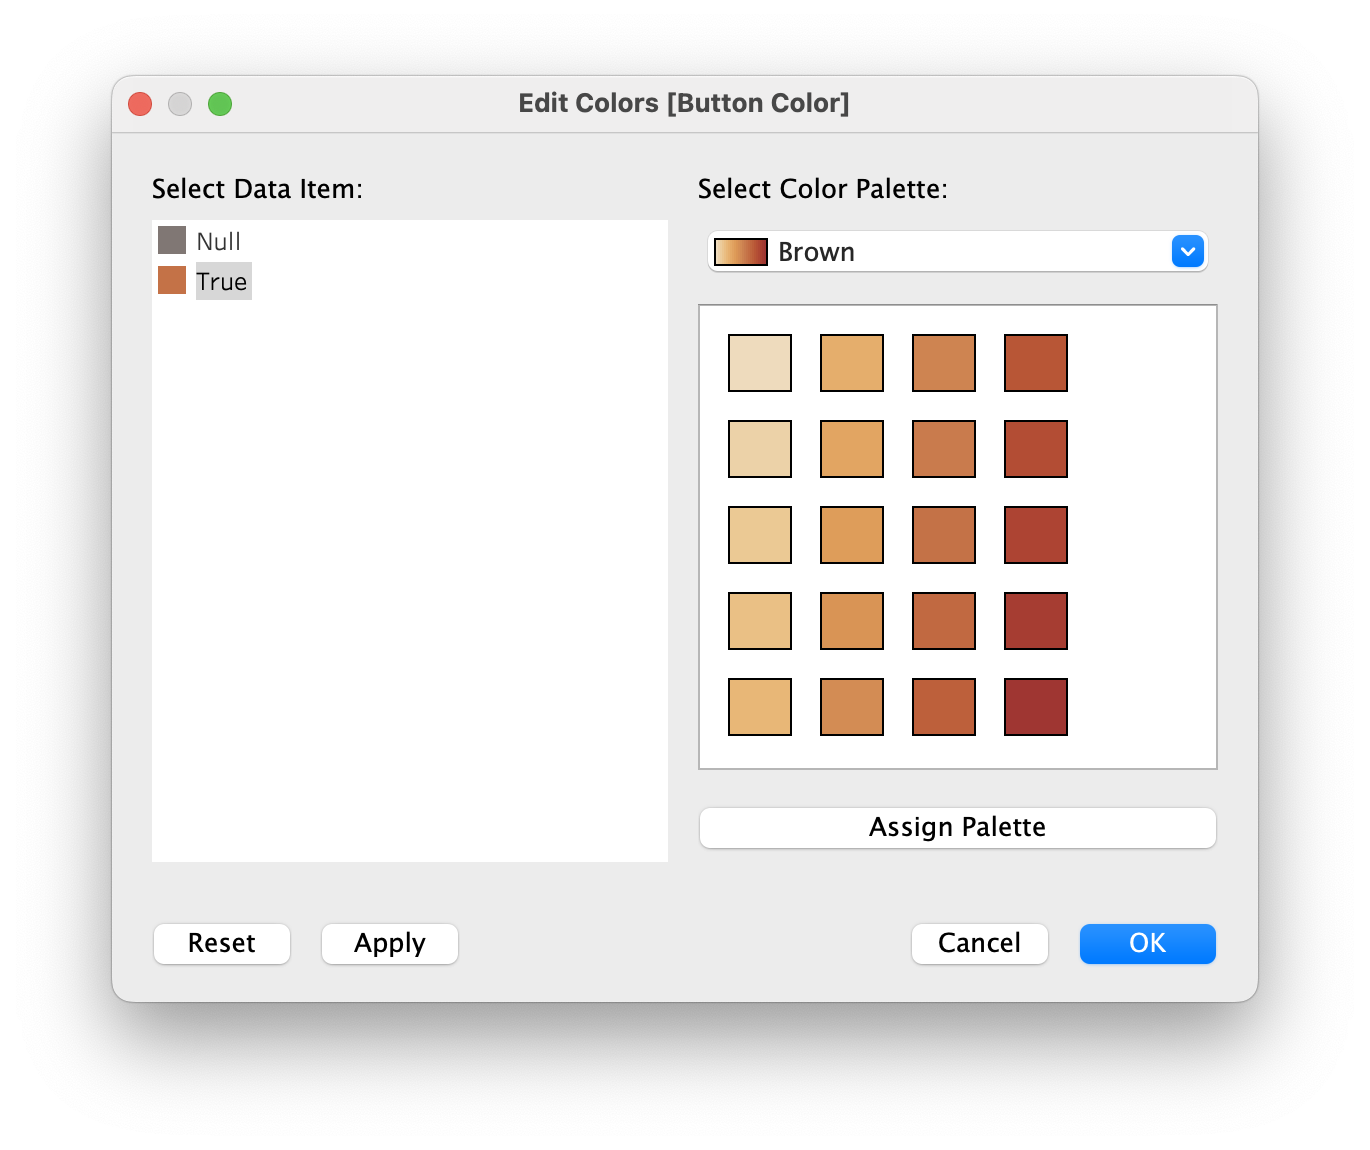 Edit Colors [Button Color]
Select Data Item:
Null
True
Select Color Palette:
Brown
Assign Palette
Reset
Apply
Cancel
OK